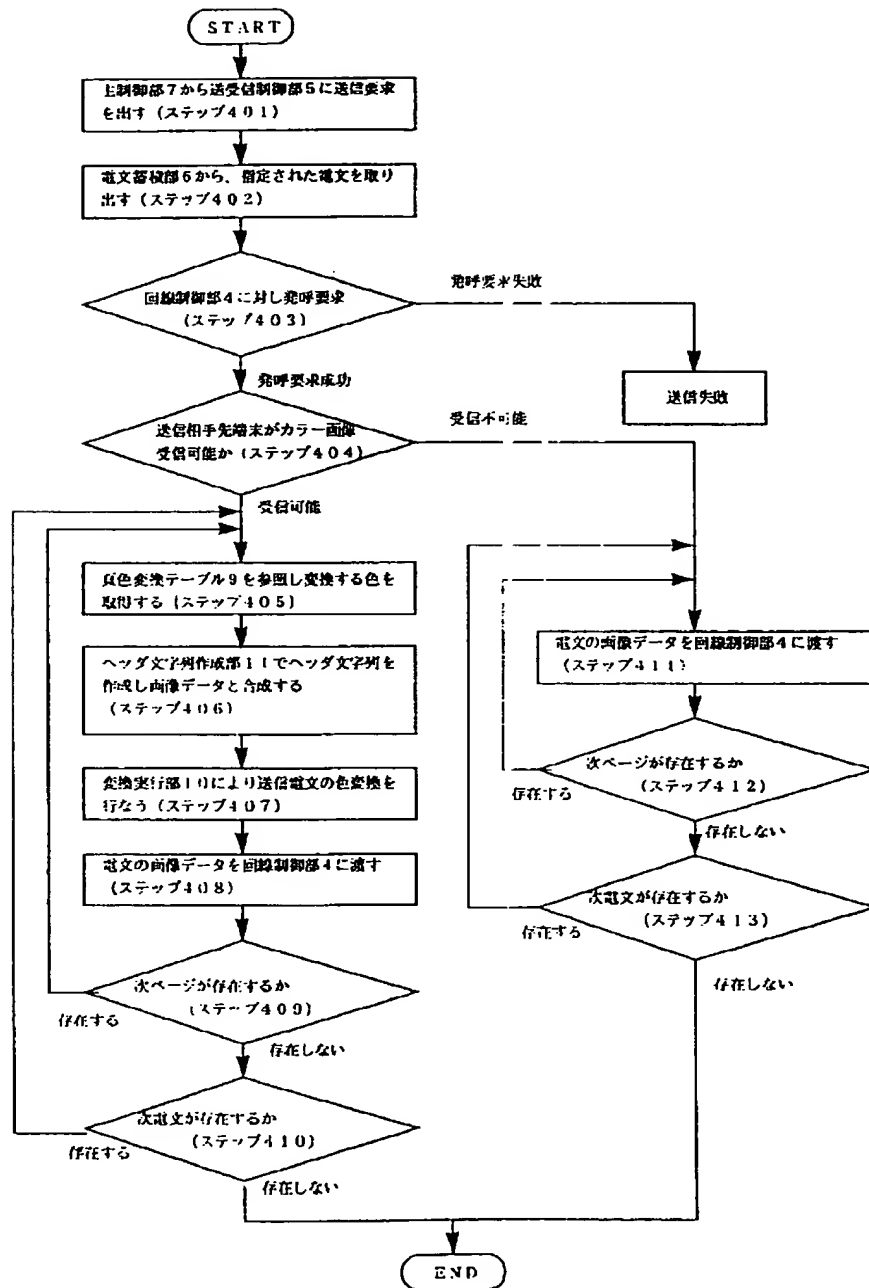 START
主制御部7から送受信制御部5に送信要求
を出す(ステップ401)
電文蓄積部6から、指定された電文を取り
出す(ステップ402)
回線制御部4に対し発呼要求
(ステップ403)
発呼要求失敗
発呼要求成功
送信失敗
送信相手先端末がカラー画像
受信可能か(ステップ404)
受信不可能
受信可能
頁色変換テーブル9を参照し変換する色を
取得する(ステップ405)
ヘッダ文字列作成部11でヘッダ文字列を
作成し画像データと合成する
(ステップ406)
変換実行部10により送信電文の色変換を
行なう(ステップ407)
電文の画像データを回線制御部4に渡す
(ステップ408)
次ページが存在するか
(ステップ409)
存在する
存在しない
次電文が存在するか
(ステップ410)
存在する
存在しない
電文の画像データを回線制御部4に渡す
(ステップ411)
次ページが存在するか
(ステップ412)
存在する
存在しない
次電文が存在するか
(ステップ413)
存在する
存在しない
END